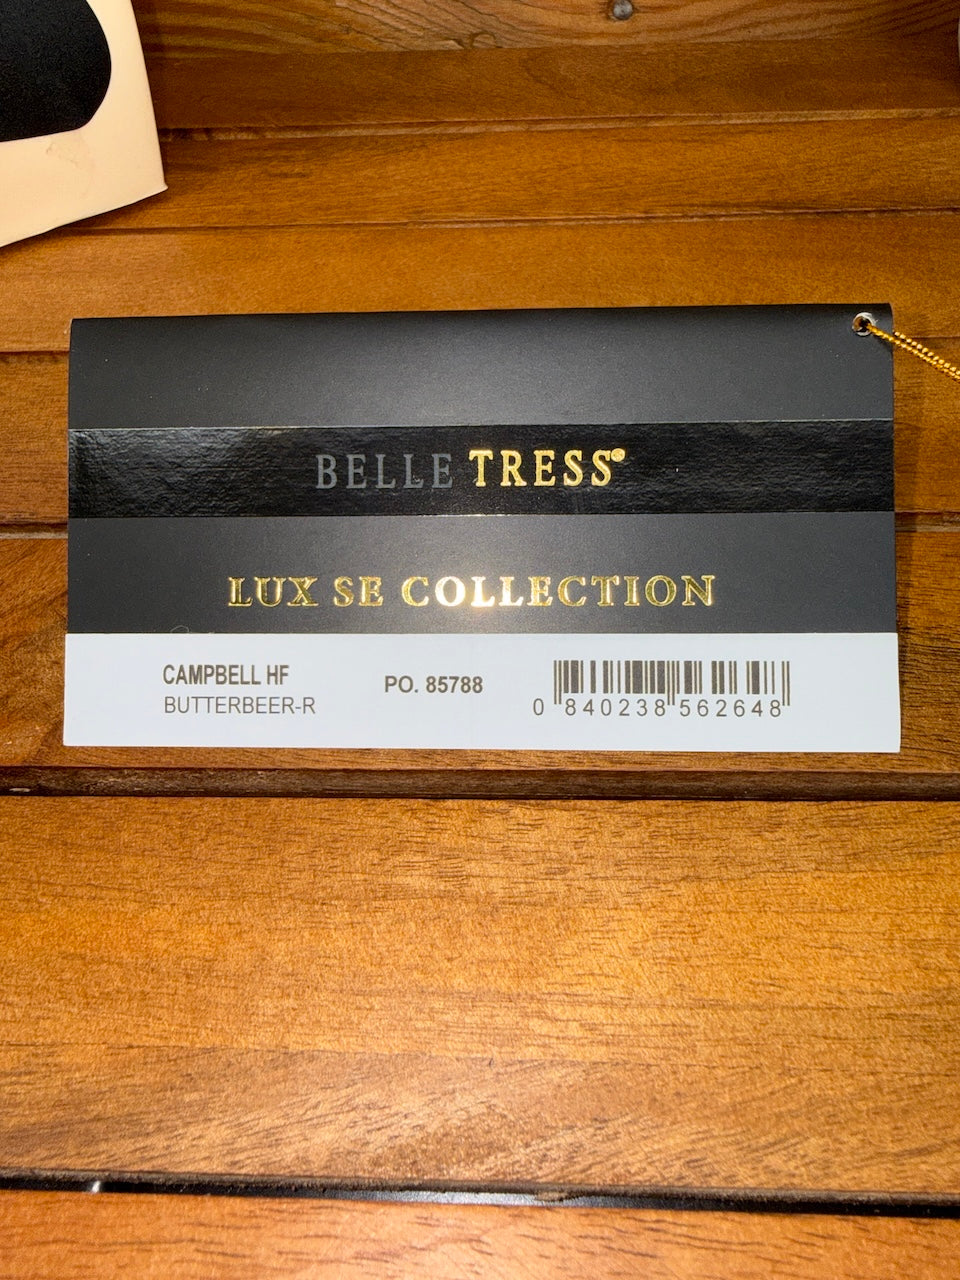 BELLE TRESS®
LUX SE COLLECTION
CAMPBELL HF
BUTTERBEER-R
PO. 85788
0 840238 562648